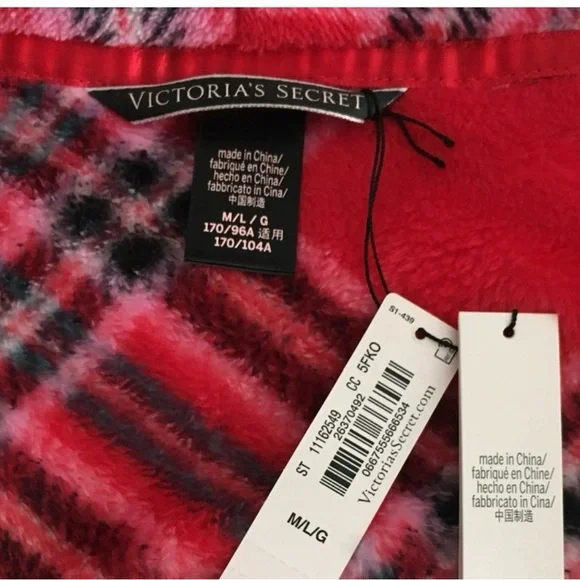 VICTORIA'S SECRET
made in China/
fabriqué en Chine/
hecho en China/
fabbricato in Cina/
中国制造
M/L / G
170/96A 适用
170/104A
S1-439
ST 11162549 CC 5FKO
26370492
0667555666534
VictoriasSecret.com
M/L/G
made in China/
fabriqué en Chine/
hecho en China/
fabbricato in Cina/
中国制造